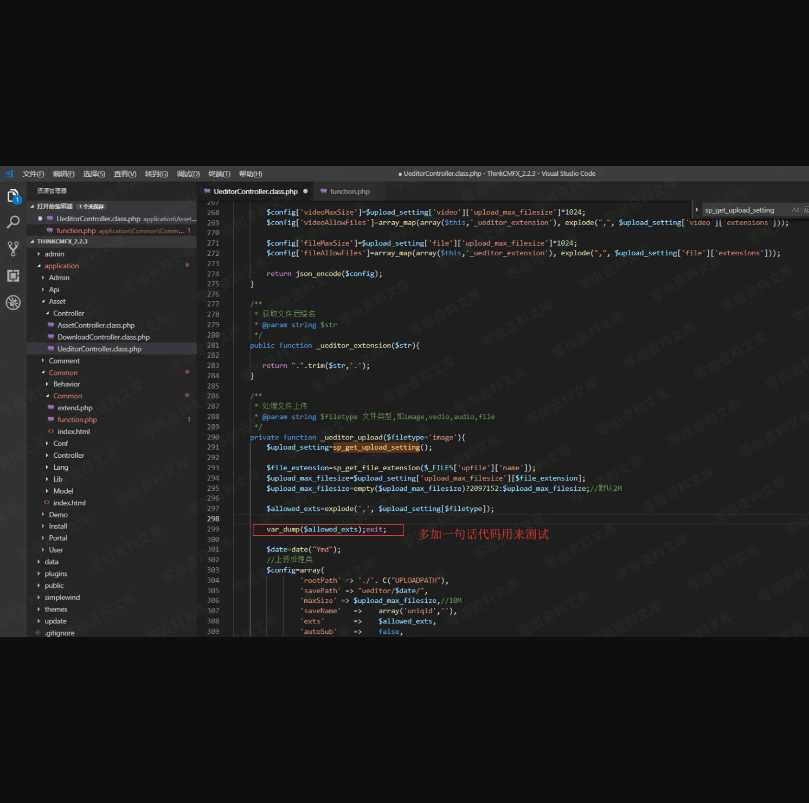 文件(F) 编辑(E) 选择(S) 查看(V) 转到(G) 调试(D) 终端(T) 帮助(H)
● UeditorController.class.php - ThinkCMFX_2.2.3 - Visual Studio Code
资源管理器
UeditorController.class.php ●
function.php
打开的编辑器 1 个未保存
● UeditorController.class.php application\Asset...
function.php application\Common\Comm... 1
THINKCMFX_2.2.3
admin
application
Admin
Api
Asset
Controller
AssetController.class.php
DownloadController.class.php
UeditorController.class.php
Comment
Common
Behavior
Common
extend.php
function.php 1
index.html
Conf
Controller
Lang
Lib
Model
index.html
Demo
Install
Portal
User
data
plugins
public
simplewind
themes
update
.gitignore
sp_get_upload_setting
267
268 $config['videoMaxSize']=$upload_setting['video']['upload_max_filesize']*1024;
269 $config['videoAllowFiles']=array_map(array($this,'_ueditor_extension'), explode(",", $upload_setting['video']['extensions']));
270
271 $config['fileMaxSize']=$upload_setting['file']['upload_max_filesize']*1024;
272 $config['fileAllowFiles']=array_map(array($this,'_ueditor_extension'), explode(",", $upload_setting['file']['extensions']));
273
274 return json_encode($config);
275 }
276
277 /**
278 * 获取文件后缀名
279 * @param string $str
280 */
281 public function _ueditor_extension($str){
282
283 return ".".trim($str,'.');
284 }
285
286 /**
287 * 处理文件上传
288 * @param string $filetype 文件类型,如image,vedio,audio,file
289 */
290 private function _ueditor_upload($filetype='image'){
291 $upload_setting=sp_get_upload_setting();
292
293 $file_extension=sp_get_file_extension($_FILES['upfile']['name']);
294 $upload_max_filesize=$upload_setting['upload_max_filesize'][$file_extension];
295 $upload_max_filesize=empty($upload_max_filesize)?2097152:$upload_max_filesize;//默认2M
296
297 $allowed_exts=explode(',', $upload_setting[$filetype]);
298
299 var_dump($allowed_exts);exit; 多加一句话代码用来测试
300
301 $date=date("Ymd");
302 //上传处理类
303 $config=array(
304 'rootPath' => './'. C("UPLOADPATH"),
305 'savePath' => "ueditor/$date/",
306 'maxSize' => $upload_max_filesize,//10M
307 'saveName' => array('uniqid',''),
308 'exts' => $allowed_exts,
309 'autoSub' => false,